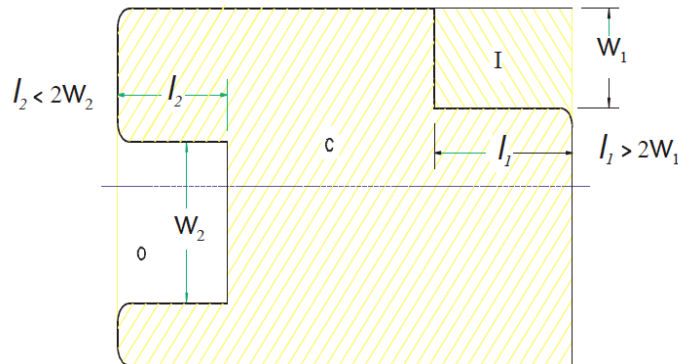 I
W₁
l₂ < 2W₂
l₂
c
l₁
l₁ > 2W₁
W₂
o